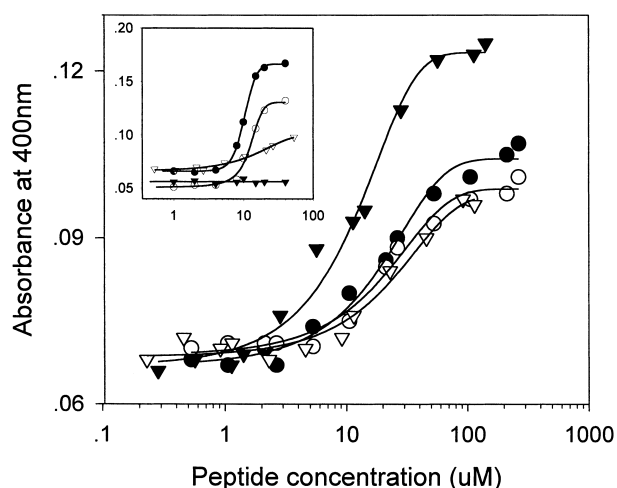 .20
.15
.10
.05
1 10 100
.12
.09
.06
Absorbance at 400nm
.1 1 10 100 1000
Peptide concentration (uM)